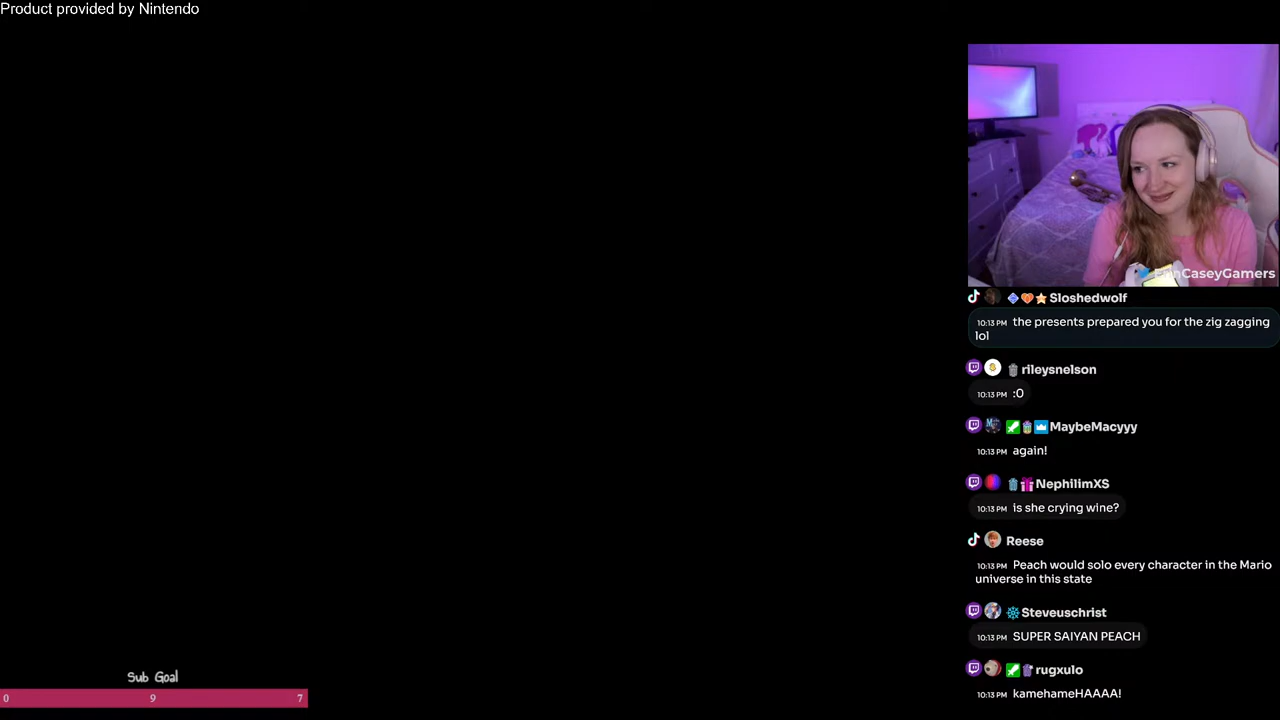 Product provided by Nintendo
CaseyGamers
Sloshedwolf
10:13 PM the presents prepared you for the zig zagging
lol
rileysnelson
10:13 PM :0
MaybeMacyyy
10:13 PM again!
NephilimXS
10:13 PM is she crying wine?
Reese
10:13 PM Peach would solo every character in the Mario
universe in this state
Steveuschrist
10:13 PM SUPER SAIYAN PEACH
rugxulo
10:13 PM kamehameHAAAA!
Sub Goal
0 9 7